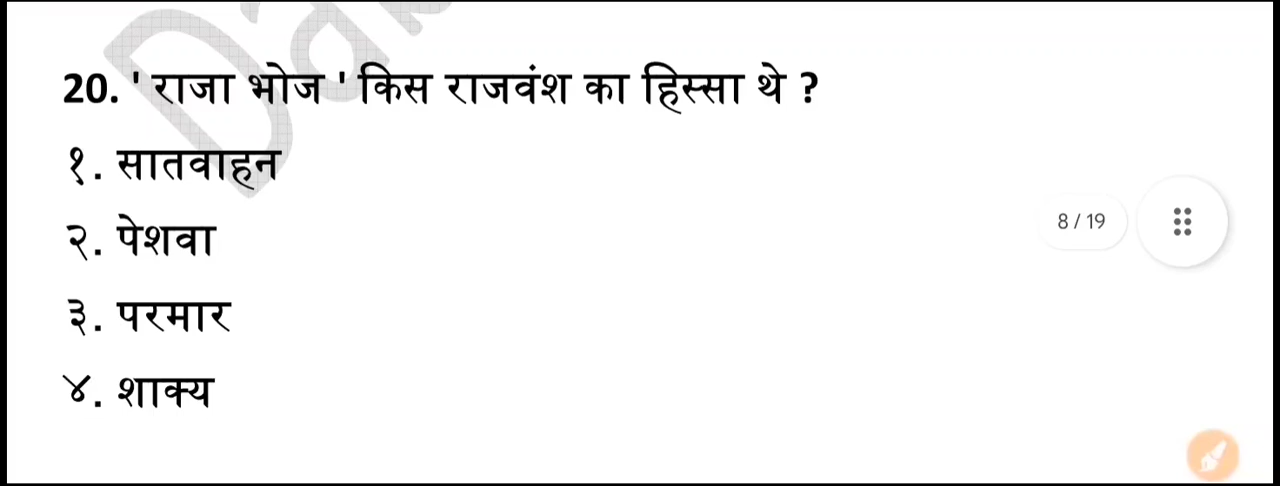 20. ' राजा भोज ' किस राजवंश का हिस्सा थे ?
१. सातवाहन
२. पेशवा
8 / 19
३. परमार
४. शाक्य